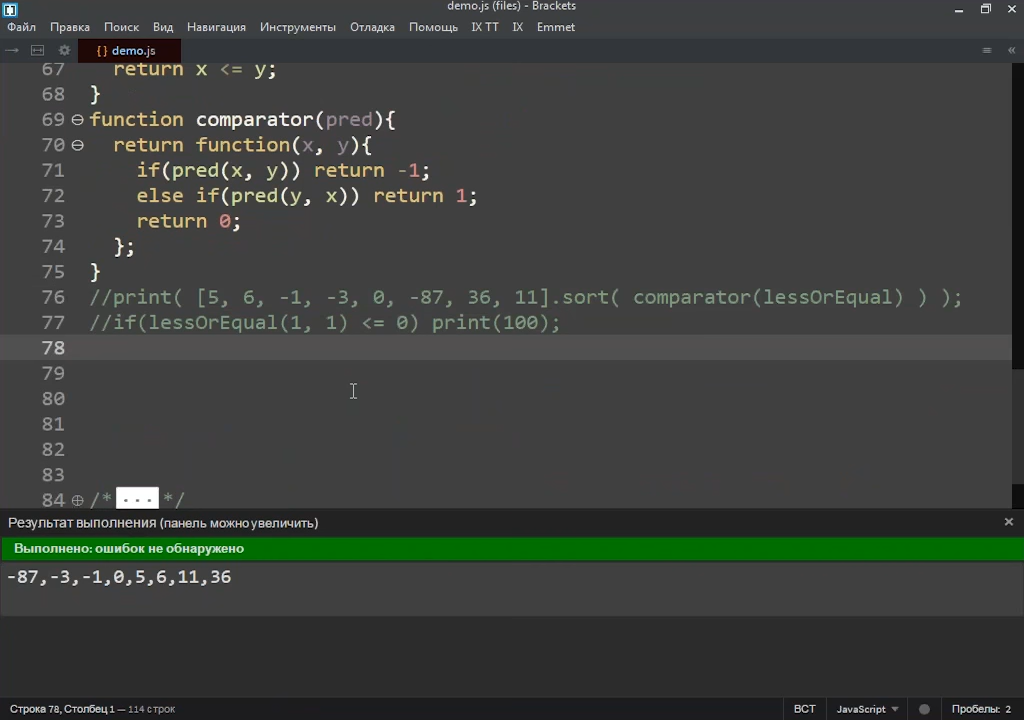 demo.js (files) - Brackets
Файл Правка Поиск Вид Навигация Инструменты Отладка Помощь IX TT IX Emmet
{} demo.js
67 return x <= y;
68 }
69 function comparator(pred){
70 return function(x, y){
71 if(pred(x, y)) return -1;
72 else if(pred(y, x)) return 1;
73 return 0;
74 };
75 }
76 //print( [5, 6, -1, -3, 0, -87, 36, 11].sort( comparator(lessOrEqual) ) );
77 //if(lessOrEqual(1, 1) <= 0) print(100);
78
79
80
81
82
83
84 /*...*/
Результат выполнения (панель можно увеличить)
Выполнено: ошибок не обнаружено
-87,-3,-1,0,5,6,11,36
Строка 78, Столбец 1 — 114 строк ВСТ JavaScript Пробелы: 2